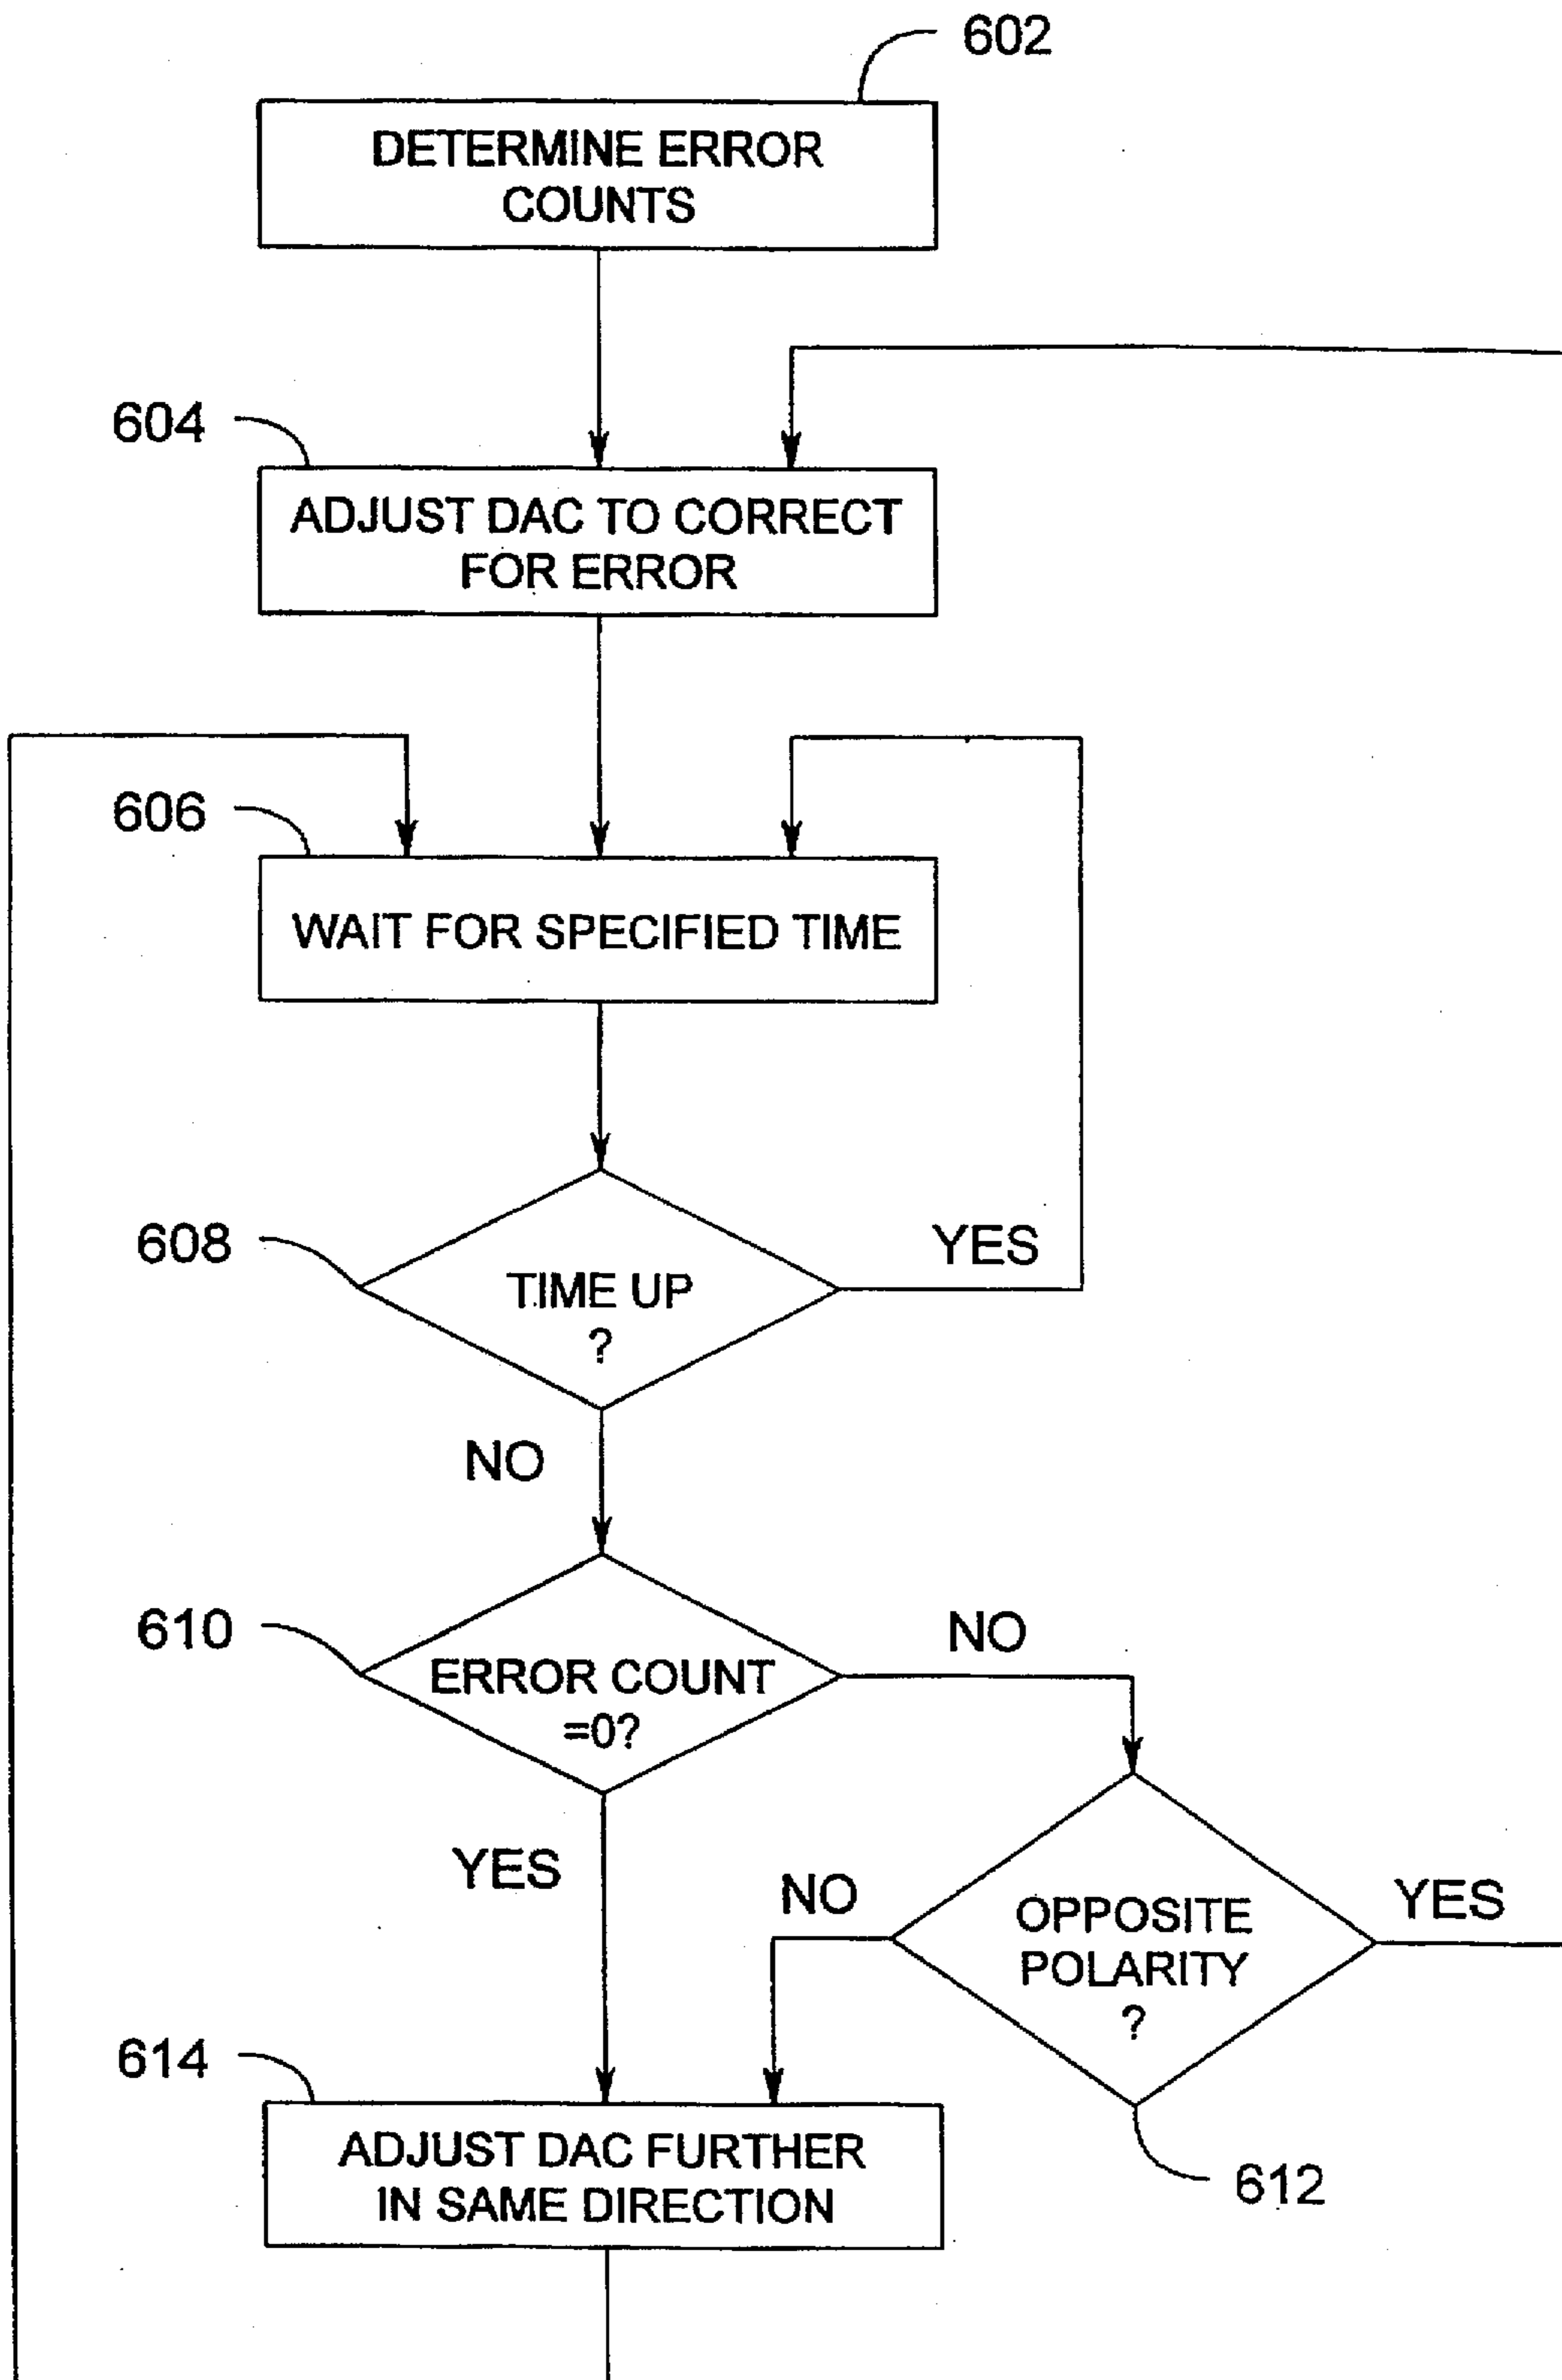 602
DETERMINE ERROR
COUNTS
604
ADJUST DAC TO CORRECT
FOR ERROR
606
WAIT FOR SPECIFIED TIME
608
TIME UP
?
YES
NO
610
ERROR COUNT
=0?
NO
YES
NO
OPPOSITE
POLARITY
?
YES
614
ADJUST DAC FURTHER
IN SAME DIRECTION
612